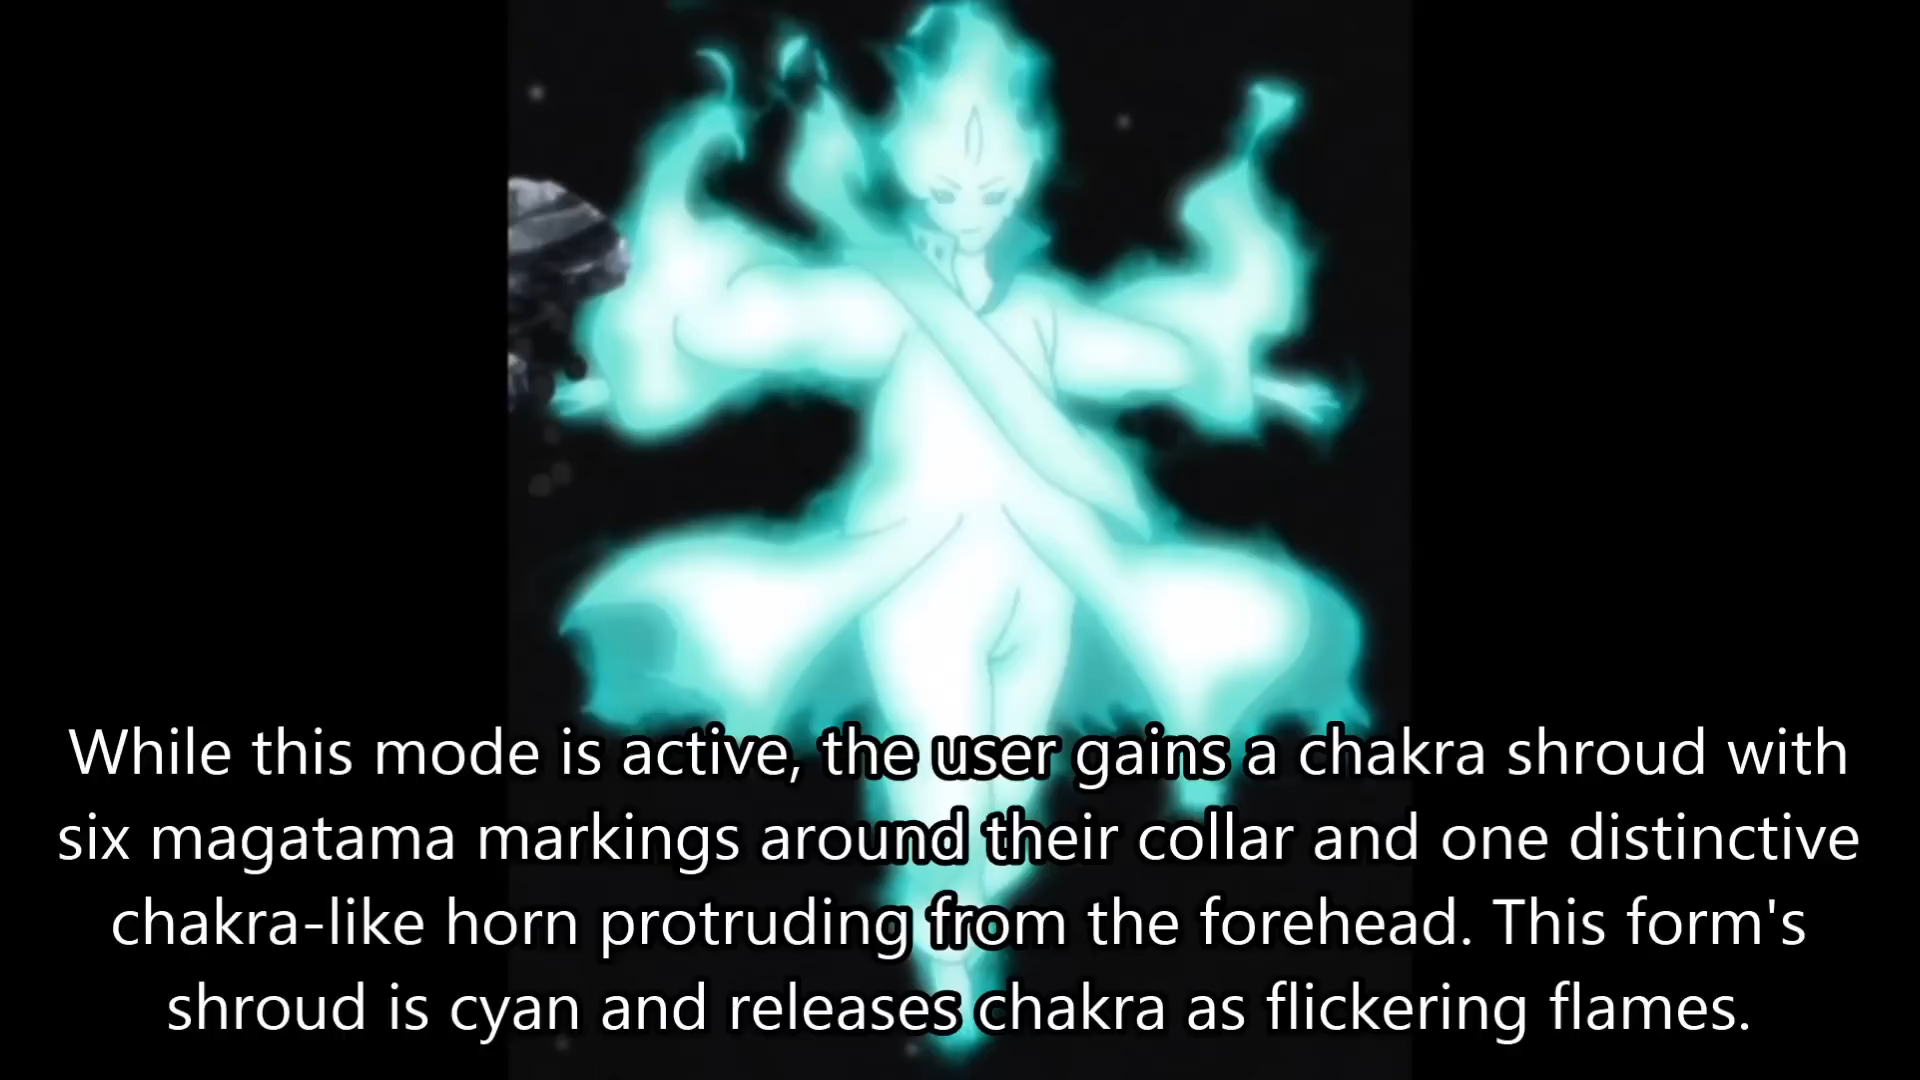 While this mode is active, the user gains a chakra shroud with
six magatama markings around their collar and one distinctive
chakra-like horn protruding from the forehead. This form's
shroud is cyan and releases chakra as flickering flames.